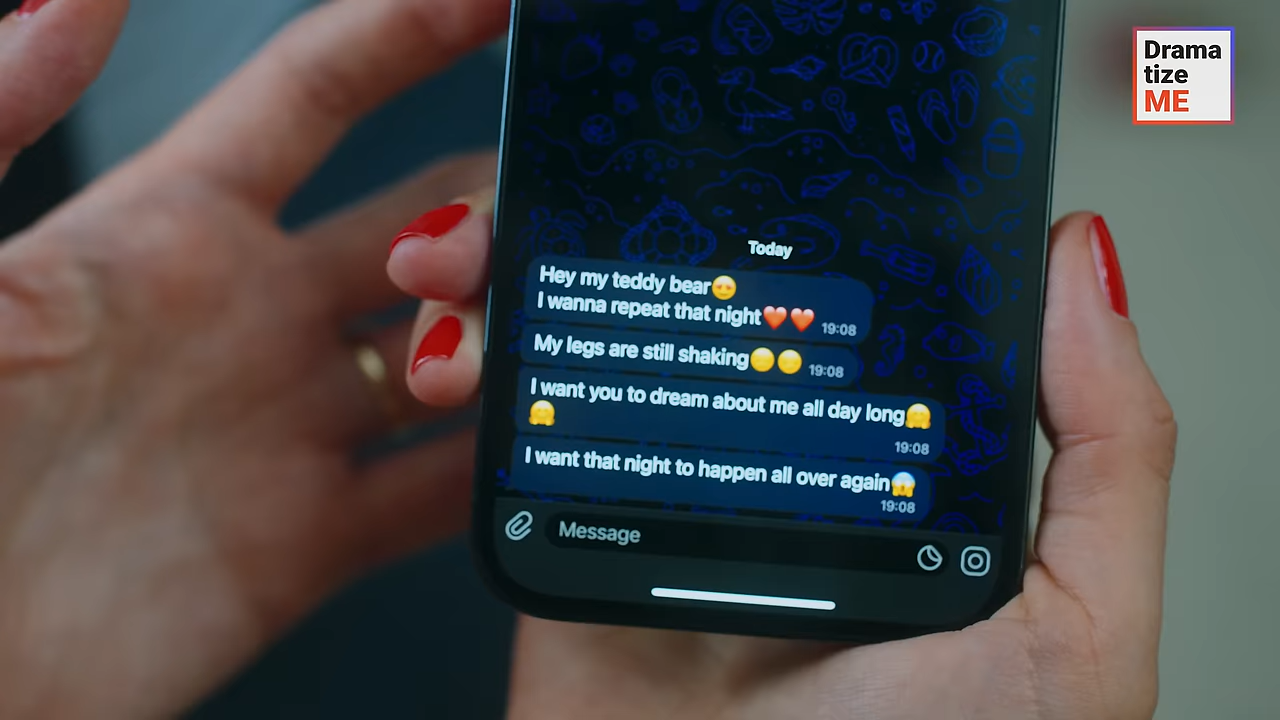 Drama
tize
ME
Today
Hey my teddy bear😍
I wanna repeat that night❤️❤️ 19:08
My legs are still shaking😏😏 19:08
I want you to dream about me all day long🤗
🤗
19:08
I want that night to happen all over again😱
19:08
Message